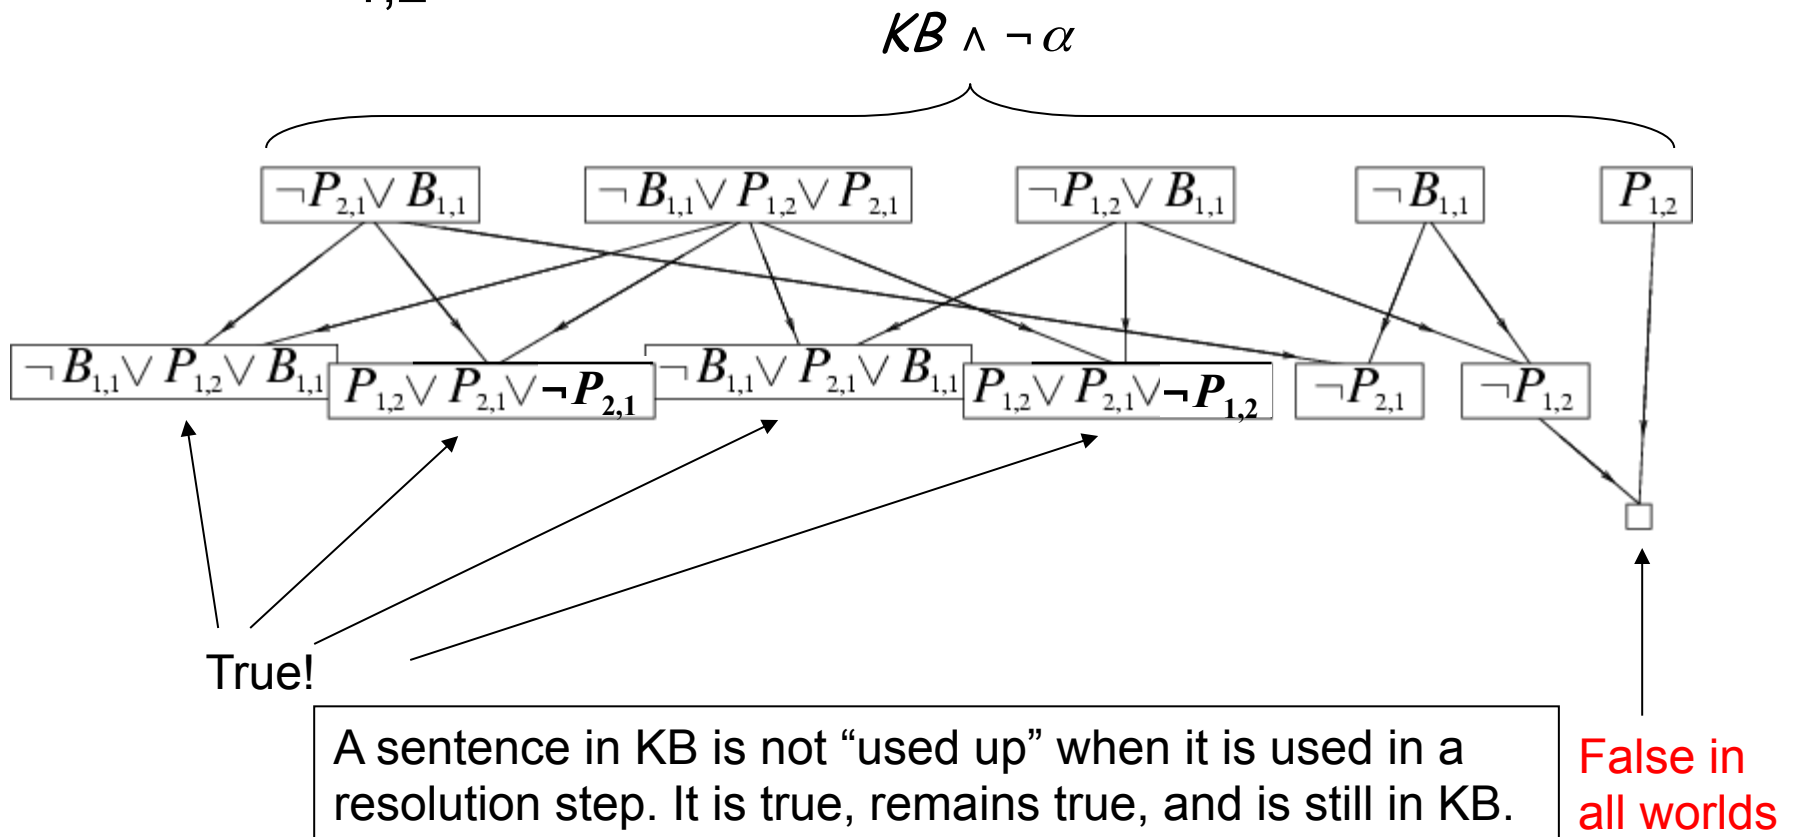 KB ∧ ¬ α
¬P2,1 ∨ B1,1 ¬B1,1 ∨ P1,2 ∨ P2,1 ¬P1,2 ∨ B1,1 ¬B1,1 P1,2
¬B1,1 ∨ P1,2 ∨ B1,1 P1,2 ∨ P2,1 ∨ ¬P2,1 ¬B1,1 ∨ P2,1 ∨ B1,1 P1,2 ∨ P2,1 ∨ ¬P1,2 ¬P2,1 ¬P1,2
True!
A sentence in KB is not “used up” when it is used in a
resolution step. It is true, remains true, and is still in KB.
False in
all worlds